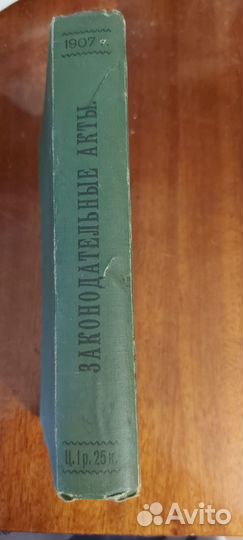 1907 г.
ЗАКОНОДАТЕЛЬНЫЕ АКТЫ.
Ц. 1 р. 25 к.
Avito